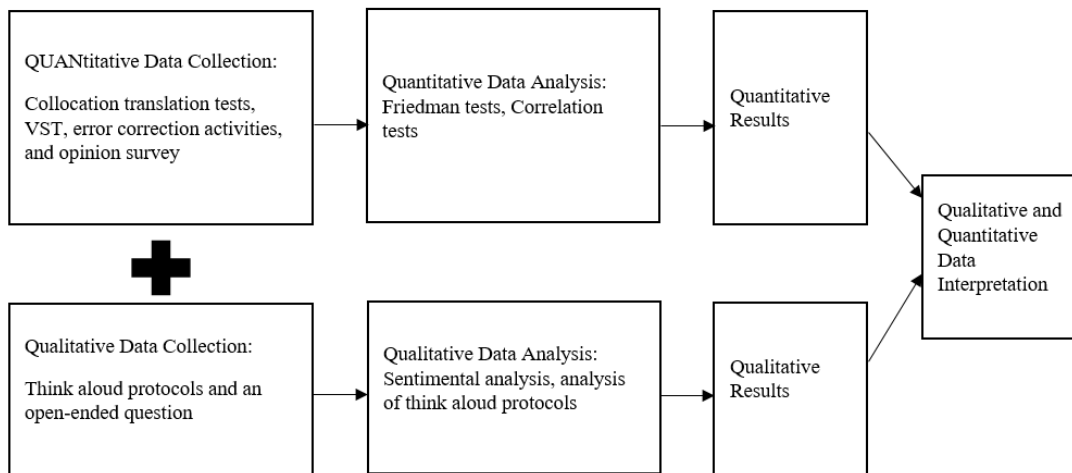 QUANtitative Data Collection:
Collocation translation tests,
VST, error correction activities,
and opinion survey
Quantitative Data Analysis:
Friedman tests, Correlation
tests
Quantitative
Results
Qualitative and
Quantitative
Data
Interpretation
Qualitative Data Collection:
Think aloud protocols and an
open-ended question
Qualitative Data Analysis:
Sentimental analysis, analysis
of think aloud protocols
Qualitative
Results